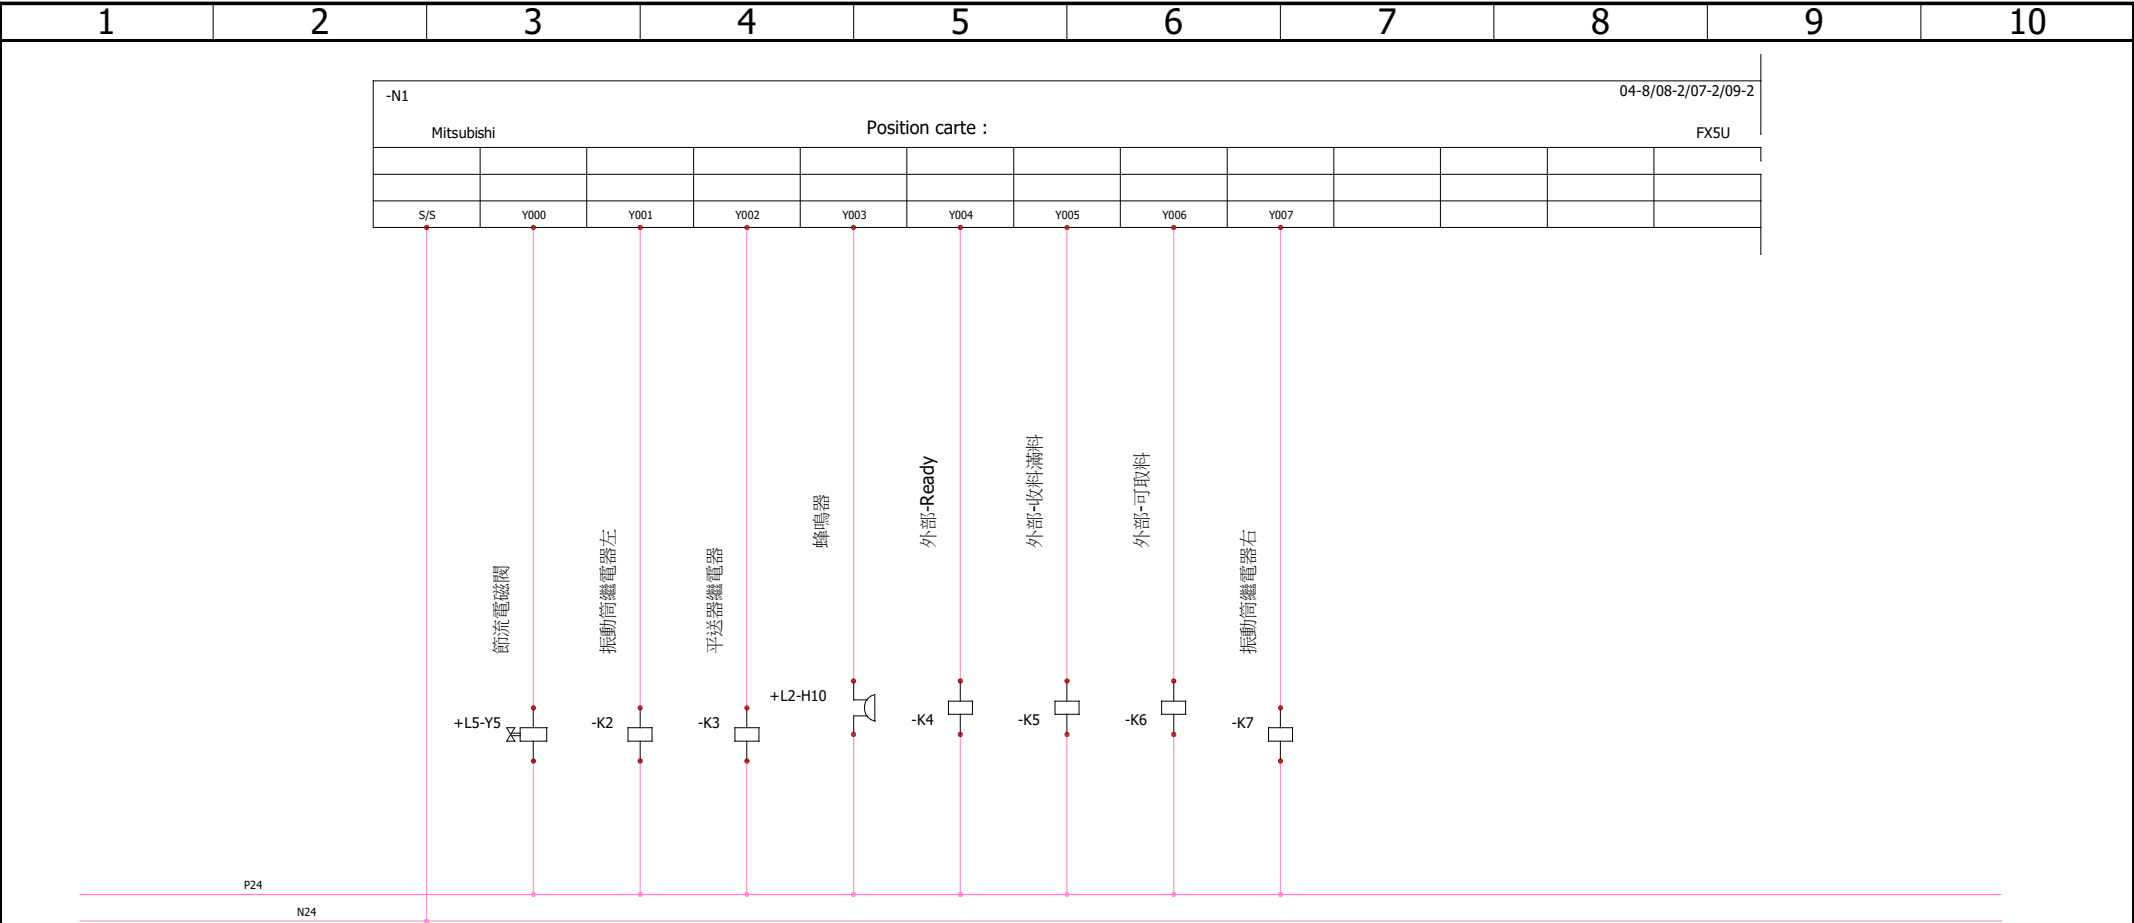 1 2 3 4 5 6 7 8 9 10
-N1 04-8/08-2/07-2/09-2
Mitsubishi Position carte : FX5U
S/S Y000 Y001 Y002 Y003 Y004 Y005 Y006 Y007
節流電磁閥
振動筒繼電器左
平送器繼電器
蜂鳴器
外部-Ready
外部-收料滿料
外部-可取料
振動筒繼電器右
+L5-Y5
-K2
-K3
+L2-H10
-K4
-K5
-K6
-K7
P24
N24